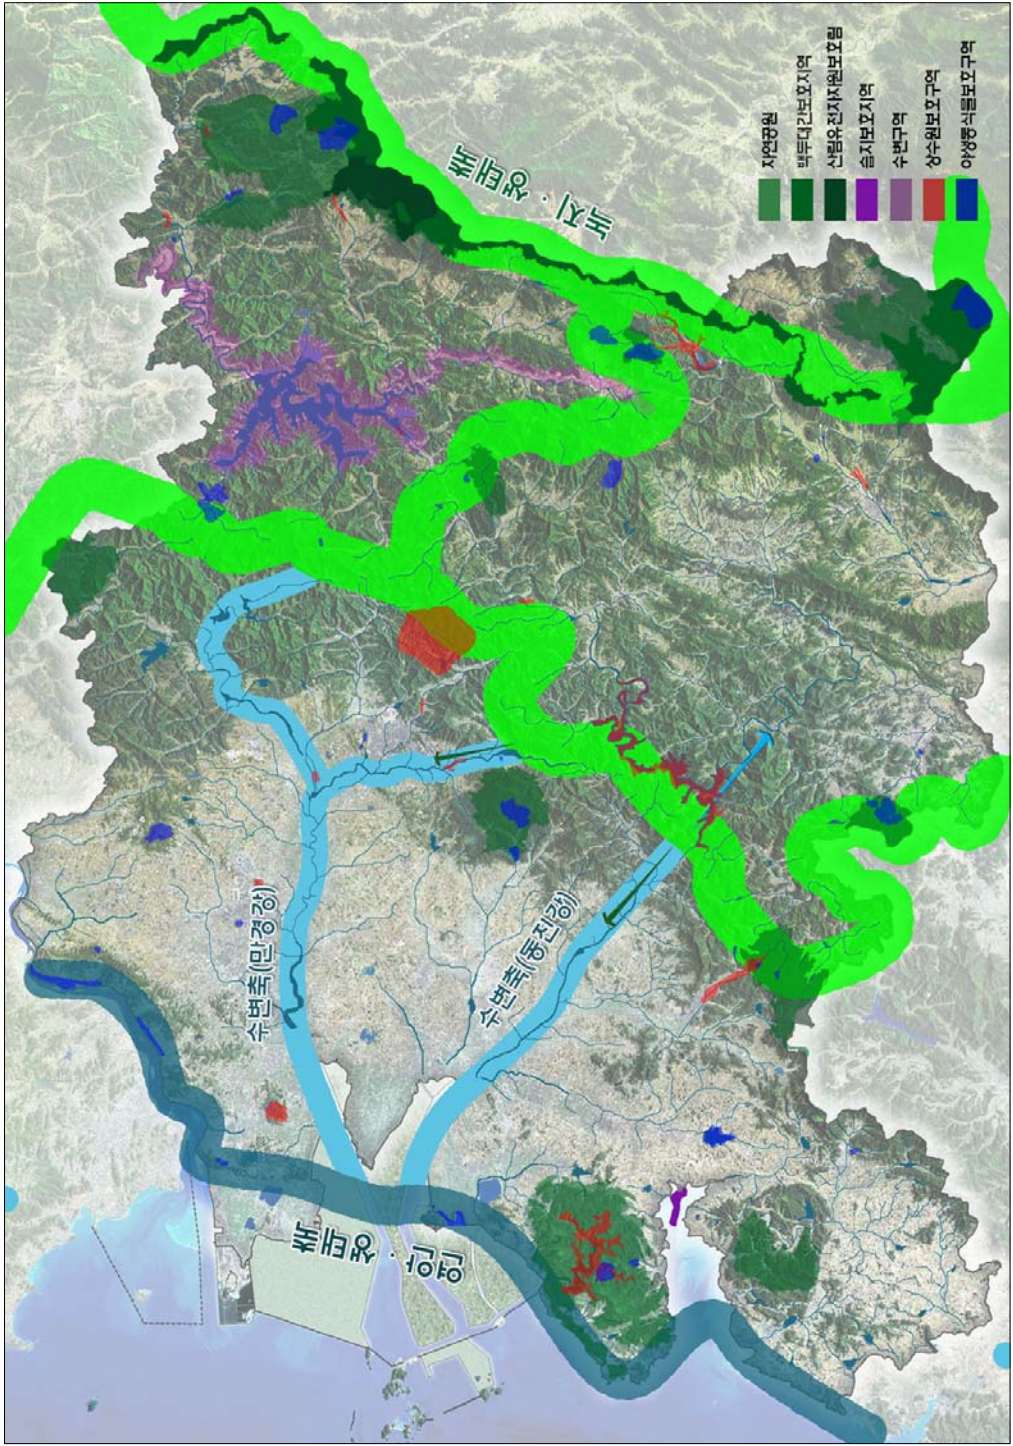 자연공원
백두대간보호지역
산림유전자자원보호림
습지보호지역
수변구역
상수원보호구역
야생동식물보호구역
녹지·생태축
수변축(만경강)
수변축((동진강)
연안·생태축